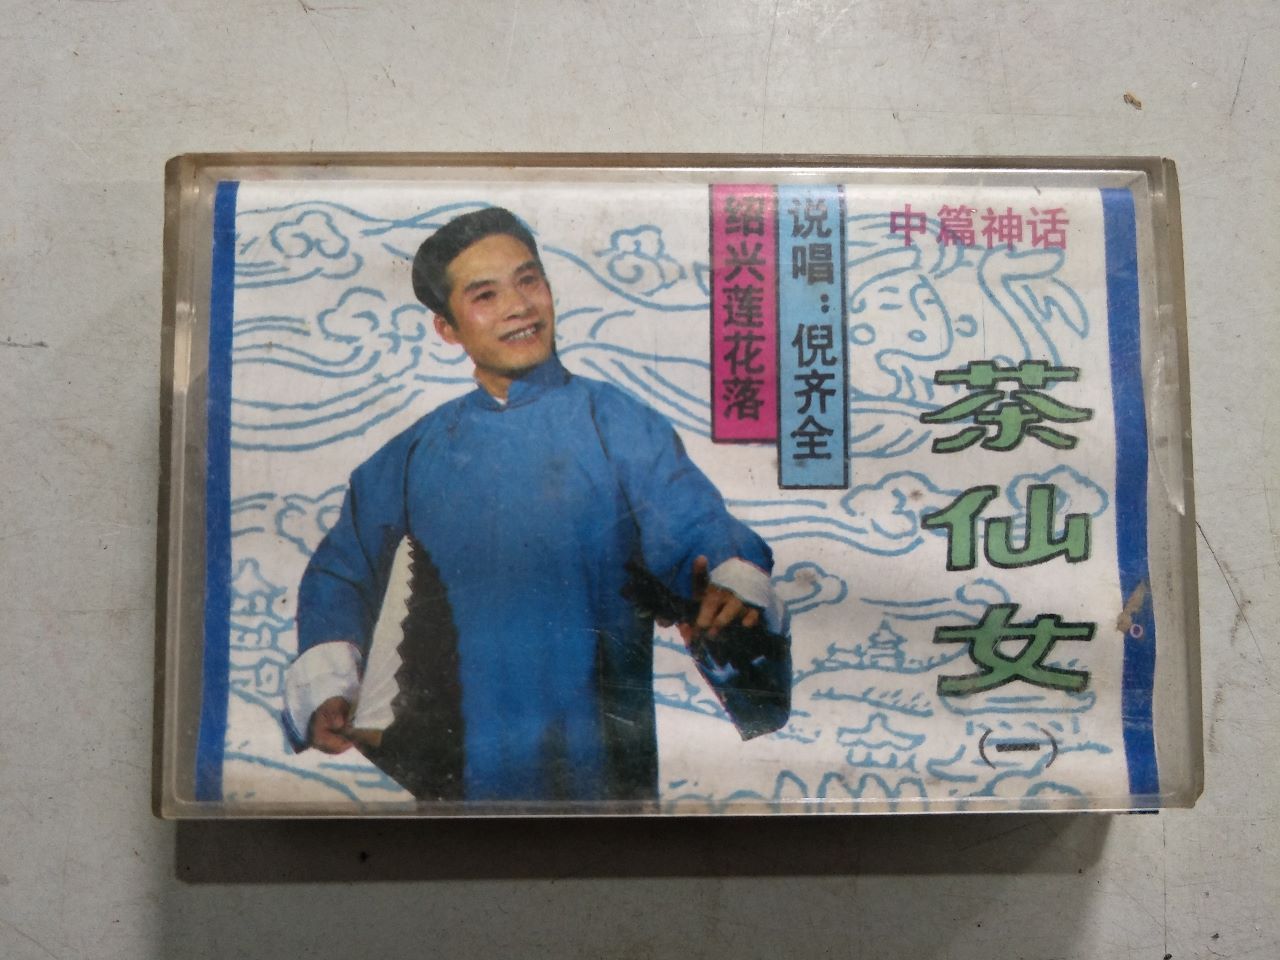 中篇神话
茶仙女
(一)
说唱：倪齐全
绍兴莲花落